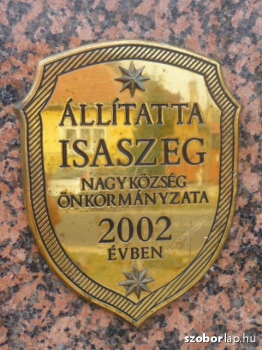 ÁLLÍTATTA
ISASZEG
NAGYKÖZSÉG
ÖNKORMÁNYZATA
2002
ÉVBEN
szoborlap.hu